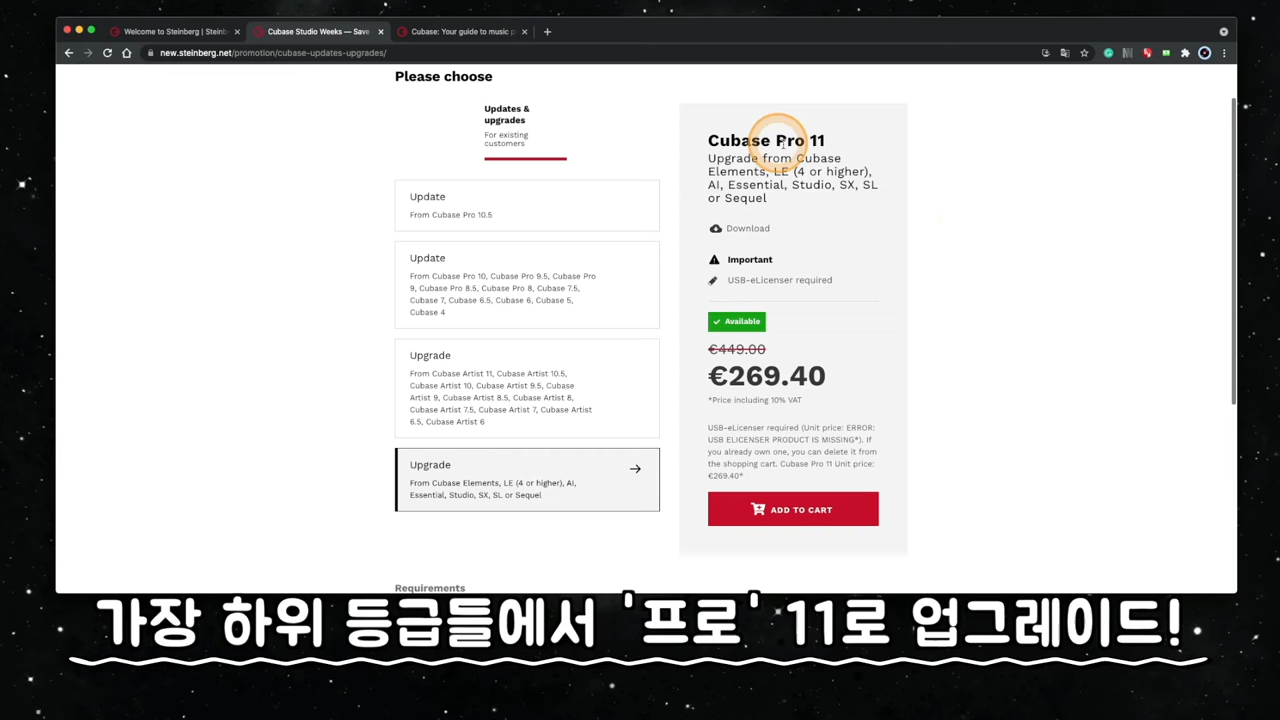 Welcome to Steinberg | Steinb
Cubase Studio Weeks — Save
Cubase: Your guide to music p
new.steinberg.net/promotion/cubase-updates-upgrades/
Please choose
Updates &
upgrades
For existing
customers
Update
From Cubase Pro 10.5
Update
From Cubase Pro 10, Cubase Pro 9.5, Cubase Pro
9, Cubase Pro 8.5, Cubase Pro 8, Cubase 7.5,
Cubase 7, Cubase 6.5, Cubase 6, Cubase 5,
Cubase 4
Upgrade
From Cubase Artist 11, Cubase Artist 10.5,
Cubase Artist 10, Cubase Artist 9.5, Cubase
Artist 9, Cubase Artist 8.5, Cubase Artist 8,
Cubase Artist 7.5, Cubase Artist 7, Cubase Artist
6.5, Cubase Artist 6
Upgrade
From Cubase Elements, LE (4 or higher), AI,
Essential, Studio, SX, SL or Sequel
Cubase Pro 11
Upgrade from Cubase
Elements, LE (4 or higher),
AI, Essential, Studio, SX, SL
or Sequel
Download
Important
USB-eLicenser required
Available
€449.00
€269.40
*Price including 10% VAT
USB-eLicenser required (Unit price: ERROR:
USB ELICENSER PRODUCT IS MISSING*). If
you already own one, you can delete it from
the shopping cart. Cubase Pro 11 Unit price:
€269.40*
ADD TO CART
Requirements
가장 하위 등급들에서 '프로' 11로 업그레이드!